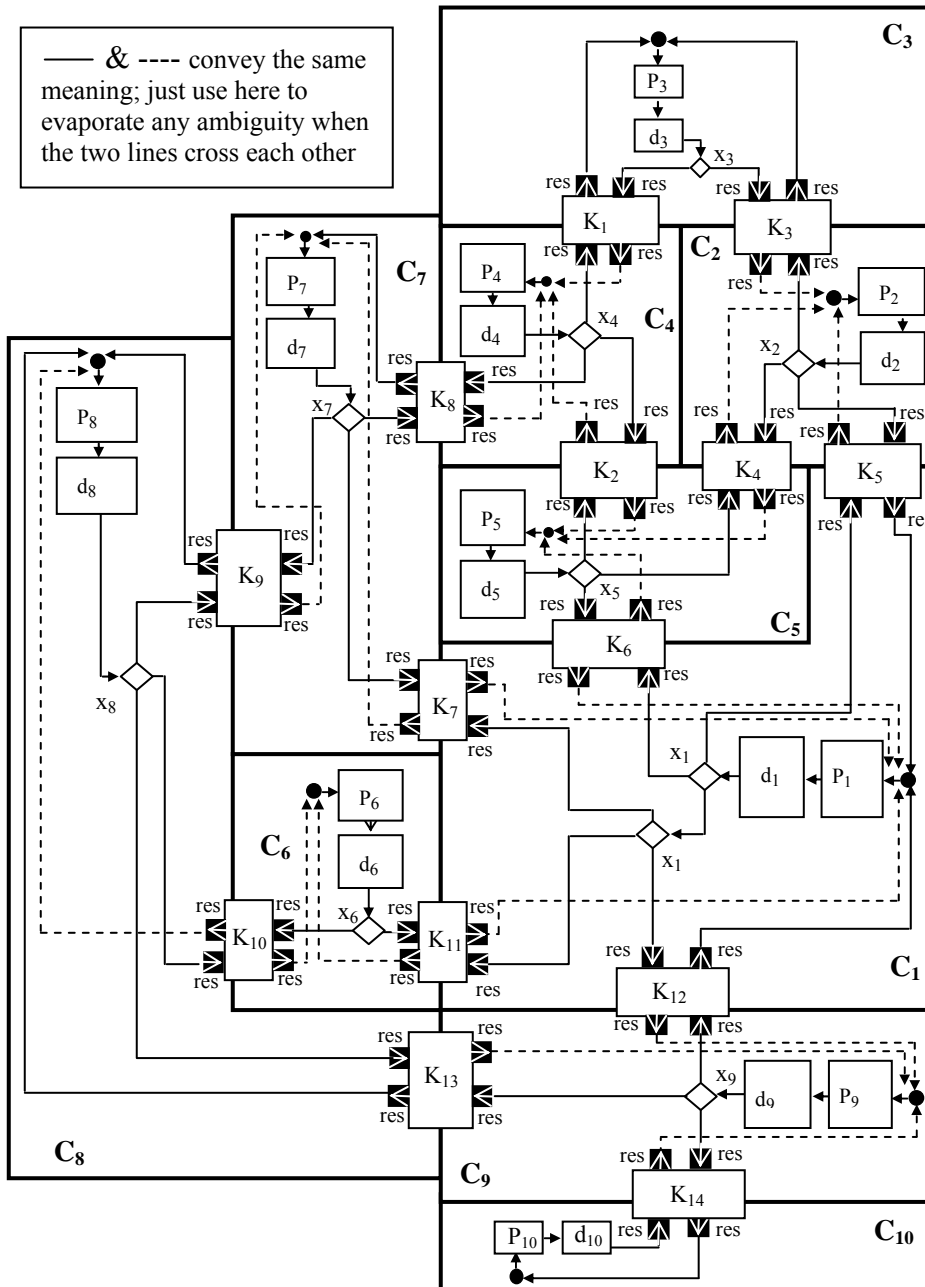 —— & ---- convey the same
meaning; just use here to
evaporate any ambiguity when
the two lines cross each other
C3
P3
d3
x3
res res res res
K1
K3
res res res res
C2
C7
P7
d7
x7
P4
d4
x4
C4
P2
d2
x2
C8
P8
d8
x8
res res
K8
res res
res res res res res res
K2
K4
K5
res res res res res res
P5
d5
x5
C5
res res
K9
res res
res res
K6
res res
res res
K7
res res
x1
d1
P1
x1
C6
P6
d6
x6
res res
K10
res res
res res
K11
res res
res res
K12
res res
C1
res res
K13
res res
x9
d9
P9
C8
C9
res res
K14
res res
P10
d10
C10